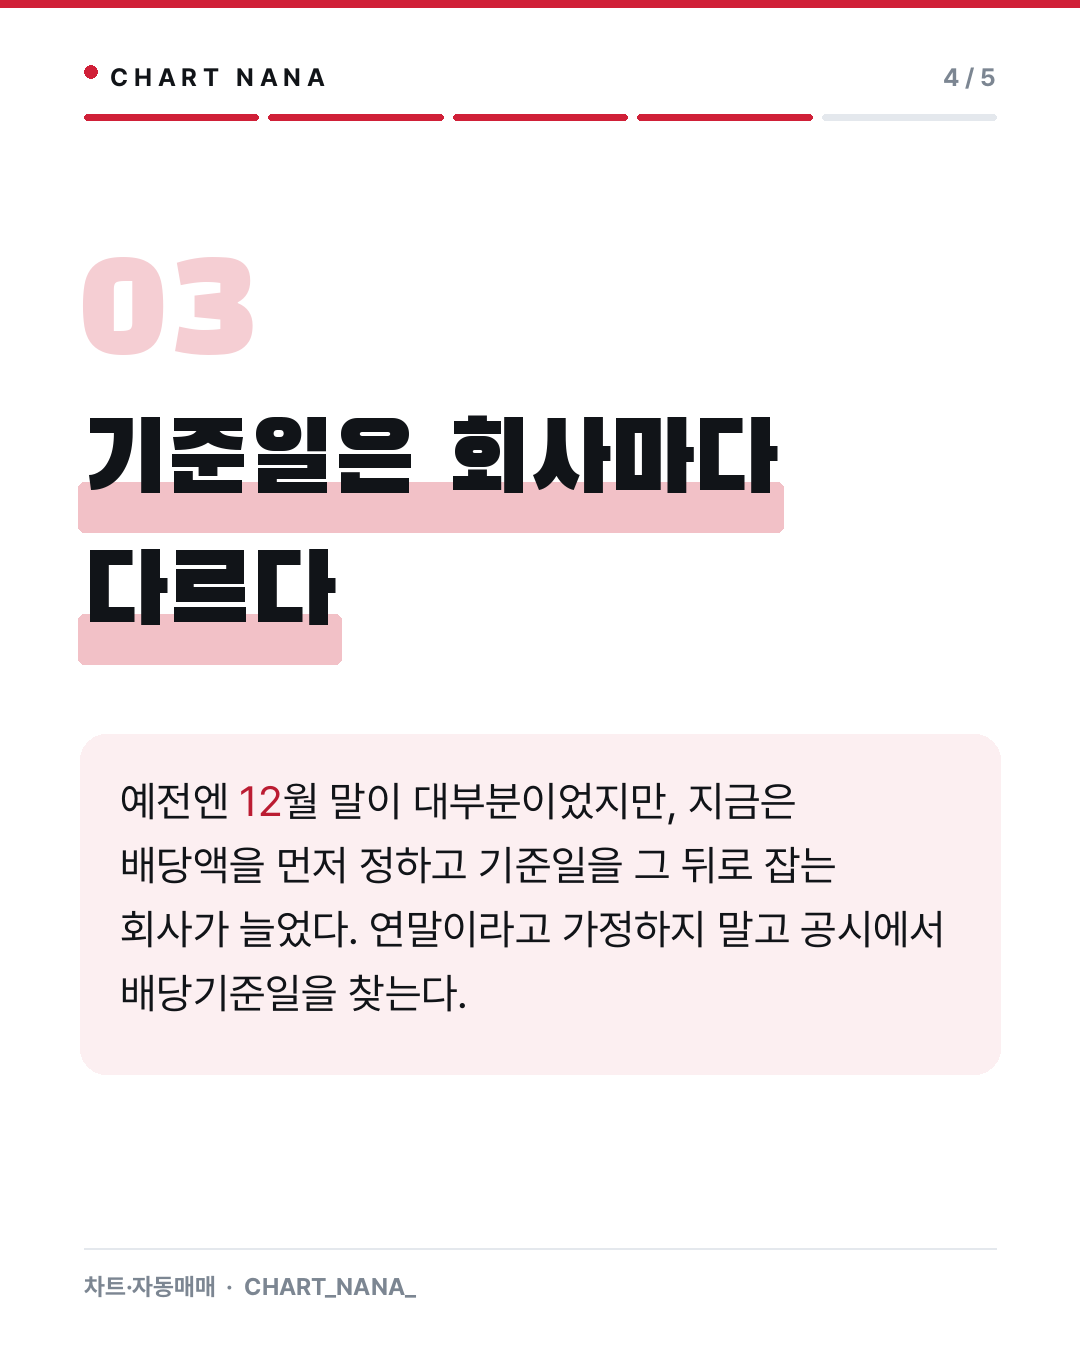 CHART NANA
4 / 5
03
기준일은 회사마다
다르다
예전엔 12월 말이 대부분이었지만, 지금은
배당액을 먼저 정하고 기준일을 그 뒤로 잡는
회사가 늘었다. 연말이라고 가정하지 말고 공시에서
배당기준일을 찾는다.
차트·자동매매 · CHART_NANA_